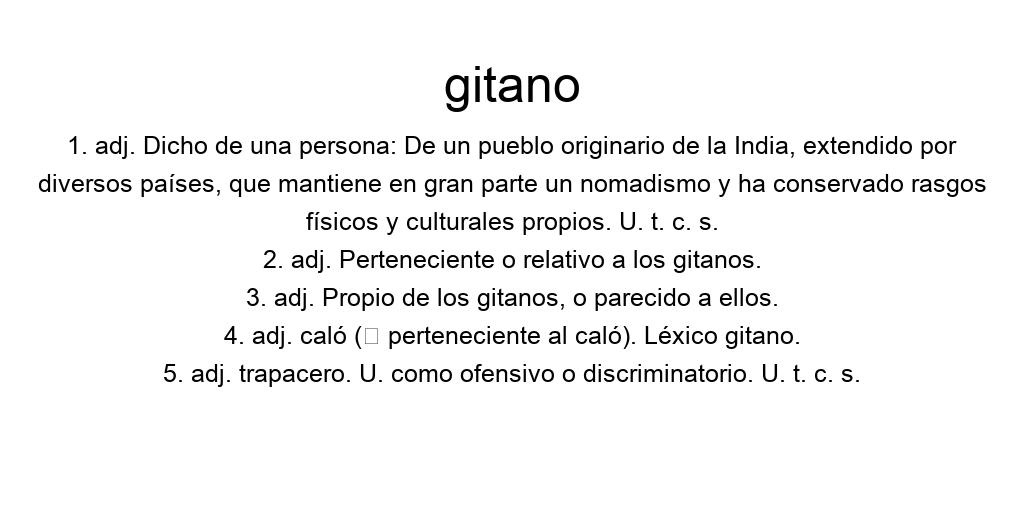 gitano
1. adj. Dicho de una persona: De un pueblo originario de la India, extendido por
diversos países, que mantiene en gran parte un nomadismo y ha conservado rasgos
físicos y culturales propios. U. t. c. s.
2. adj. Perteneciente o relativo a los gitanos.
3. adj. Propio de los gitanos, o parecido a ellos.
4. adj. caló (▯ perteneciente al caló). Léxico gitano.
5. adj. trapacero. U. como ofensivo o discriminatorio. U. t. c. s.